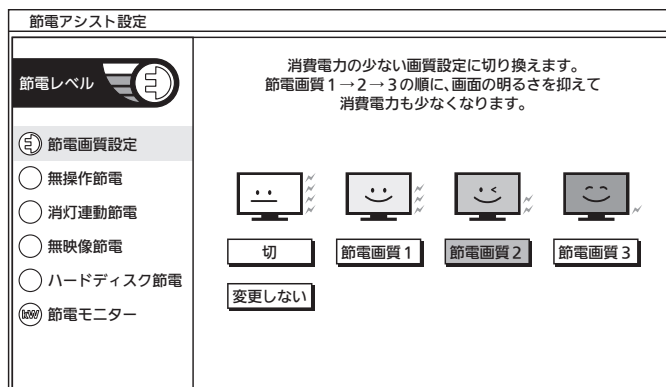 節電アシスト設定
節電レベル
節電画質設定
無操作節電
消灯連動節電
無映像節電
ハードディスク節電
kW 節電モニター
消費電力の少ない画質設定に切り換えます。
節電画質1→2→3の順に、画面の明るさを抑えて
消費電力も少なくなります。
切
節電画質1
節電画質2
節電画質3
変更しない